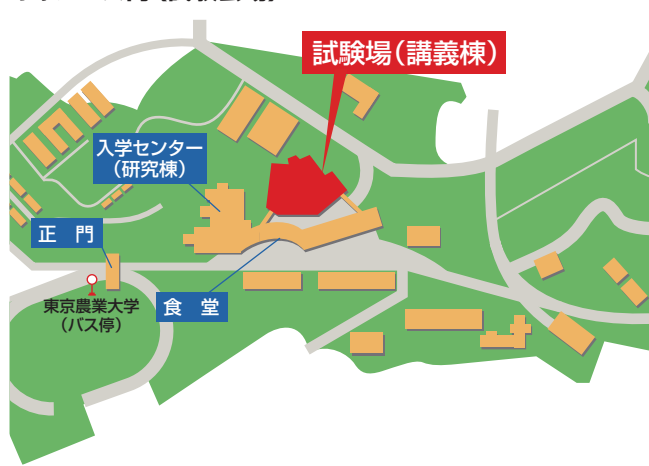 試験場（講義棟）
入学センター
（研究棟）
正　門
東京農業大学
（バス停）
食　堂